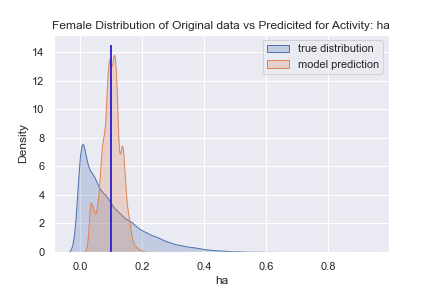 Female Distribution of Original data vs Predicited for Activity: ha
true distribution
model prediction
Density
14
12
10
8
6
4
2
0
0.0 0.2 0.4 0.6 0.8
ha